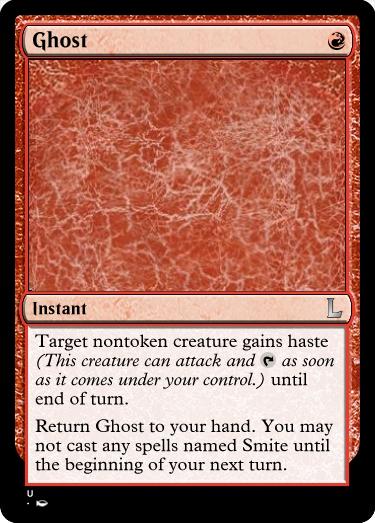 Ghost
Instant
L
Target nontoken creature gains haste
(This creature can attack and as soon
as it comes under your control.) until
end of turn.
Return Ghost to your hand. You may
not cast any spells named Smite until
the beginning of your next turn.
U